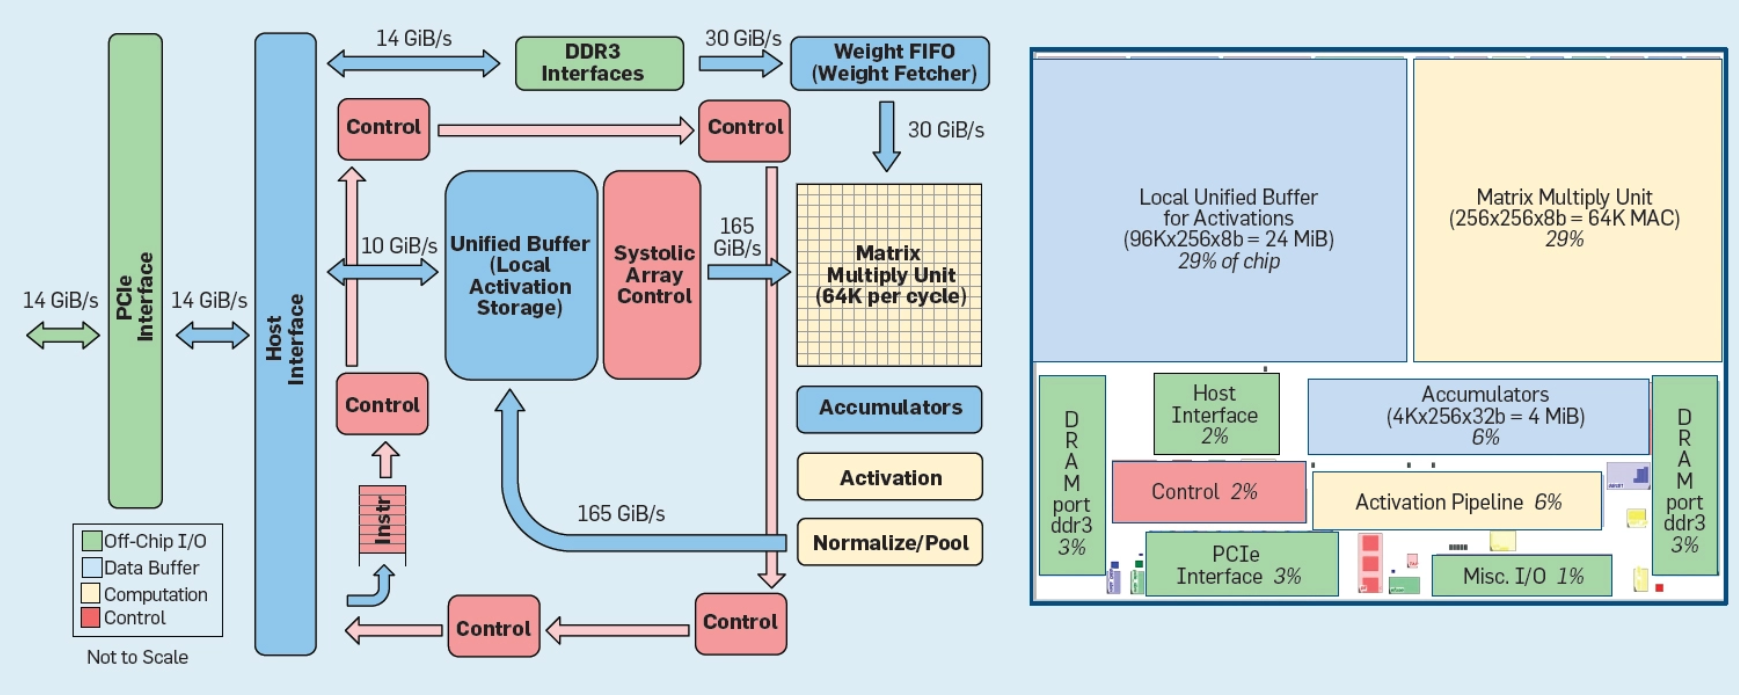 14 GiB/s
PCIe
Interface
14 GiB/s
Host
Interface
14 GiB/s
DDR3
Interfaces
30 GiB/s
Weight FIFO
(Weight Fetcher)
30 GiB/s
Control
Control
10 GiB/s
Unified Buffer
(Local
Activation
Storage)
Systolic
Array
Control
165
GiB/s
Matrix
Multiply Unit
(64K per cycle)
Control
Accumulators
Activation
Instr
165 GiB/s
Normalize/Pool
Control
Control
Off-Chip I/O
Data Buffer
Computation
Control
Not to Scale
Local Unified Buffer
for Activations
(96Kx256x8b = 24 MiB)
29% of chip
Matrix Multiply Unit
(256x256x8b = 64K MAC)
29%
DRAM
port
ddr3
3%
Host
Interface
2%
Accumulators
(4Kx256x32b = 4 MiB)
6%
Control 2%
Activation Pipeline 6%
PCIe
Interface 3%
Misc. I/O 1%
DRAM
port
ddr3
3%